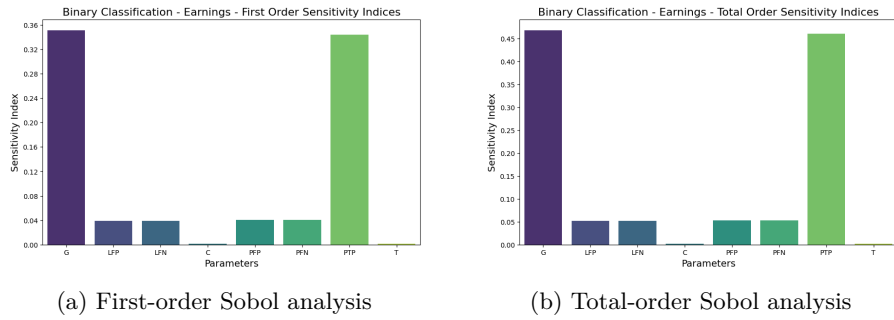 Binary Classification - Earnings - First Order Sensitivity Indices
Sensitivity Index
0.36
0.32
0.28
0.24
0.20
0.16
0.12
0.08
0.04
0.00
G LFP LFN C PFP PFN PTP T
Parameters
(a) First-order Sobol analysis
Binary Classification - Earnings - Total Order Sensitivity Indices
Sensitivity Index
0.45
0.40
0.35
0.30
0.25
0.20
0.15
0.10
0.05
0.00
G LFP LFN C PFP PFN PTP T
Parameters
(b) Total-order Sobol analysis